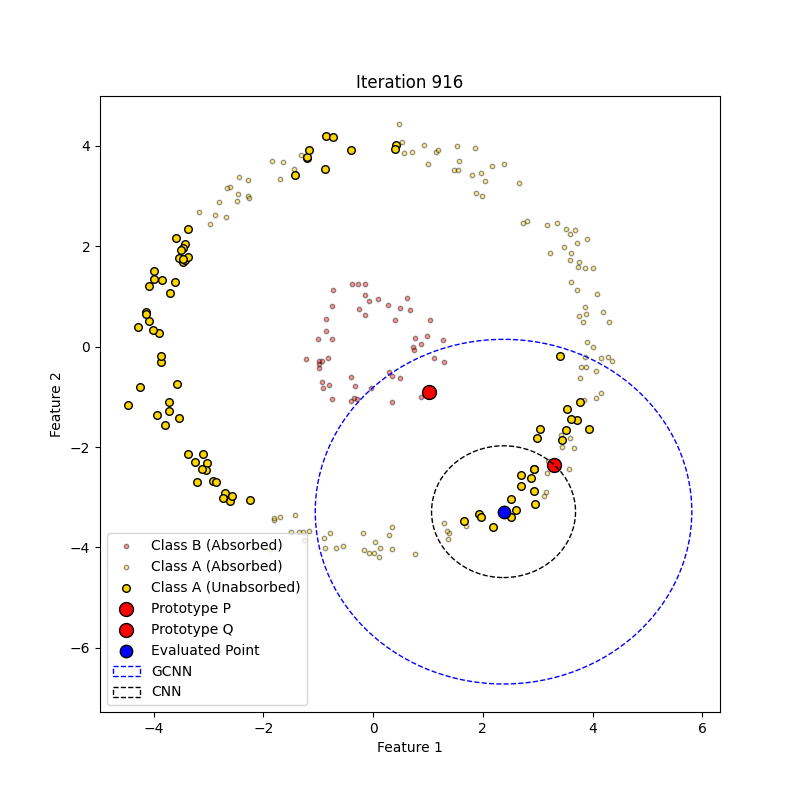 Iteration 916
Feature 2
4
2
0
−2
−4
−6
Class B (Absorbed)
Class A (Absorbed)
Class A (Unabsorbed)
Prototype P
Prototype Q
Evaluated Point
GCNN
CNN
−4 −2 0 2 4 6
Feature 1